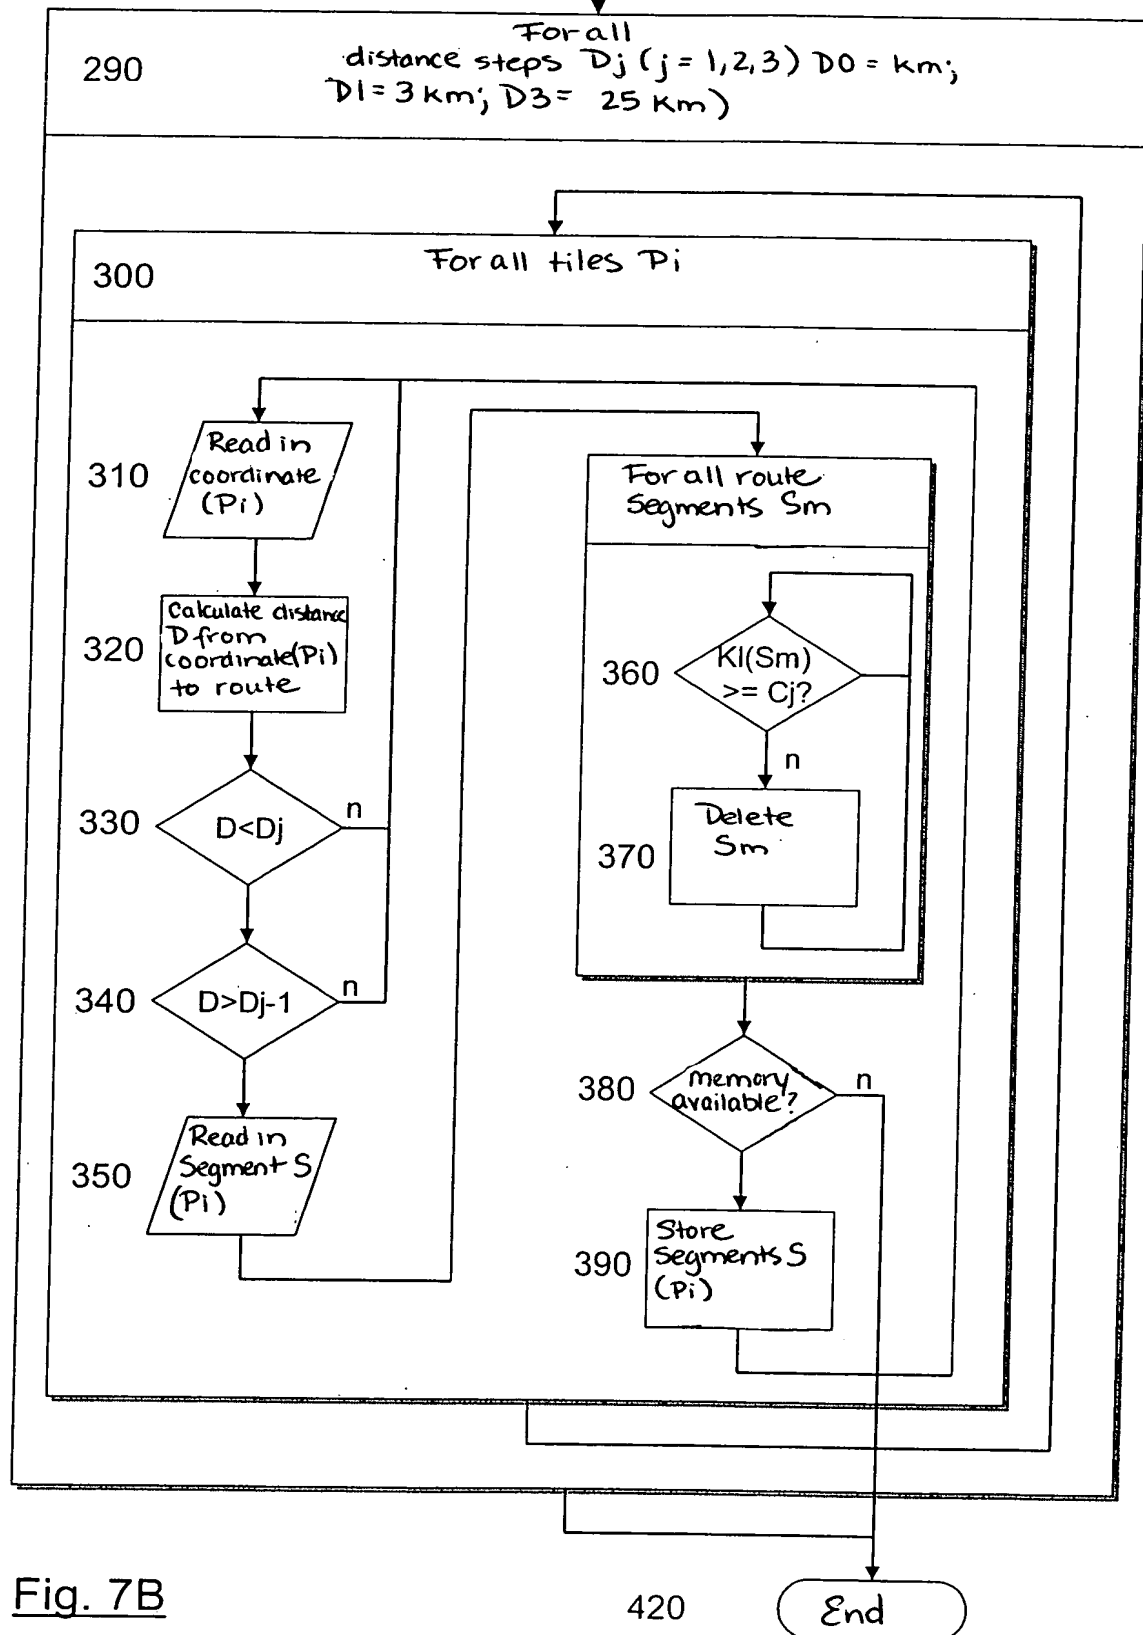 For all
290
distance steps Dj (j = 1,2,3) D0 = km;
D1 = 3 km; D3 = 25 km)
300
For all tiles Pi
310
Read in
coordinate
(Pi)
320
Calculate distance
D from
coordinate(Pi)
to route
330
D<Dj
n
340
D>Dj-1
n
350
Read in
Segment S
(Pi)
For all route
Segments Sm
360
Kl(Sm)
>= Cj?
n
370
Delete
Sm
380
memory
available?
n
390
Store
Segments S
(Pi)
Fig. 7B
420
End